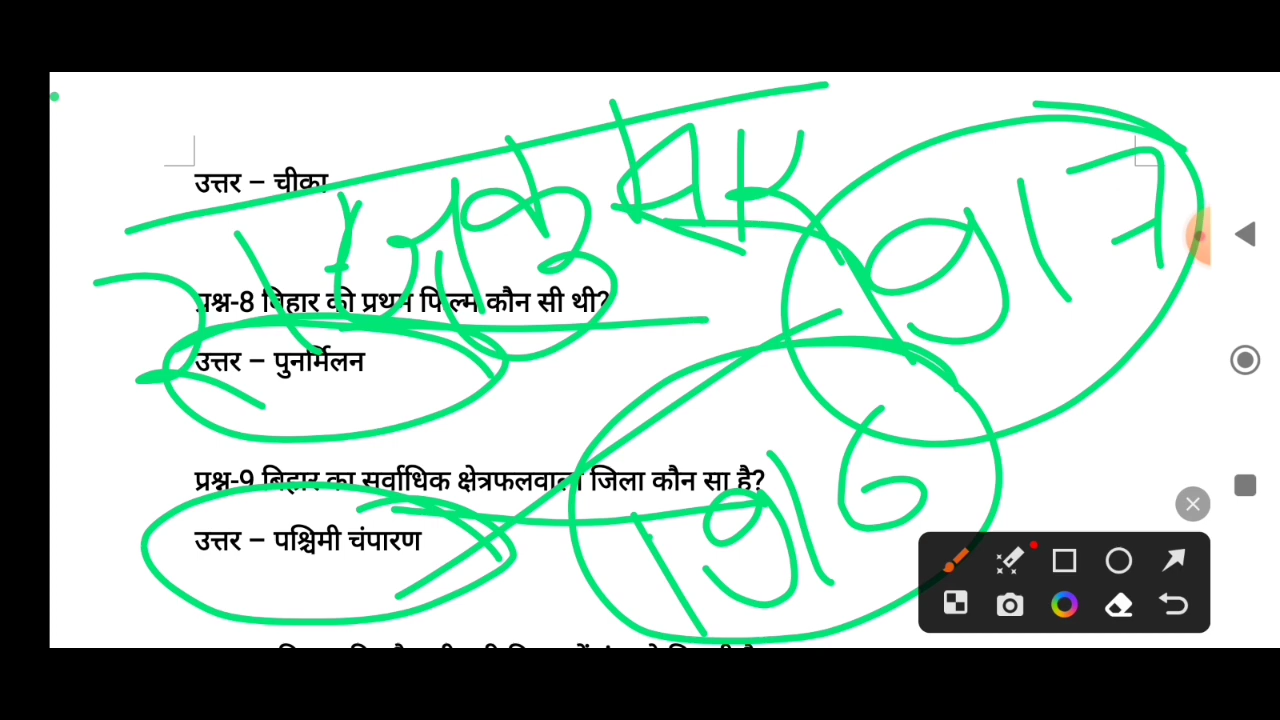 उत्तर – चीका
प्रश्न-8 बिहार की प्रथम फिल्म कौन सी थी?
उत्तर – पुनर्मिलन
प्रश्न-9 बिहार का सर्वाधिक क्षेत्रफलवाला जिला कौन सा है?
उत्तर – पश्चिमी चंपारण
1917
1916